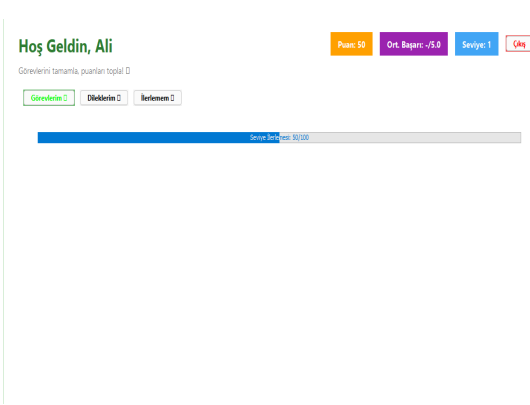 Hoş Geldin, Ali
Puan: 50
Ort. Başarı: -/5.0
Seviye: 1
Çıkış
Görevlerini tamamla, puanları topla!
Görevlerim
Dileklerim
İlerlemem
Seviye İlerlemesi: 50/100